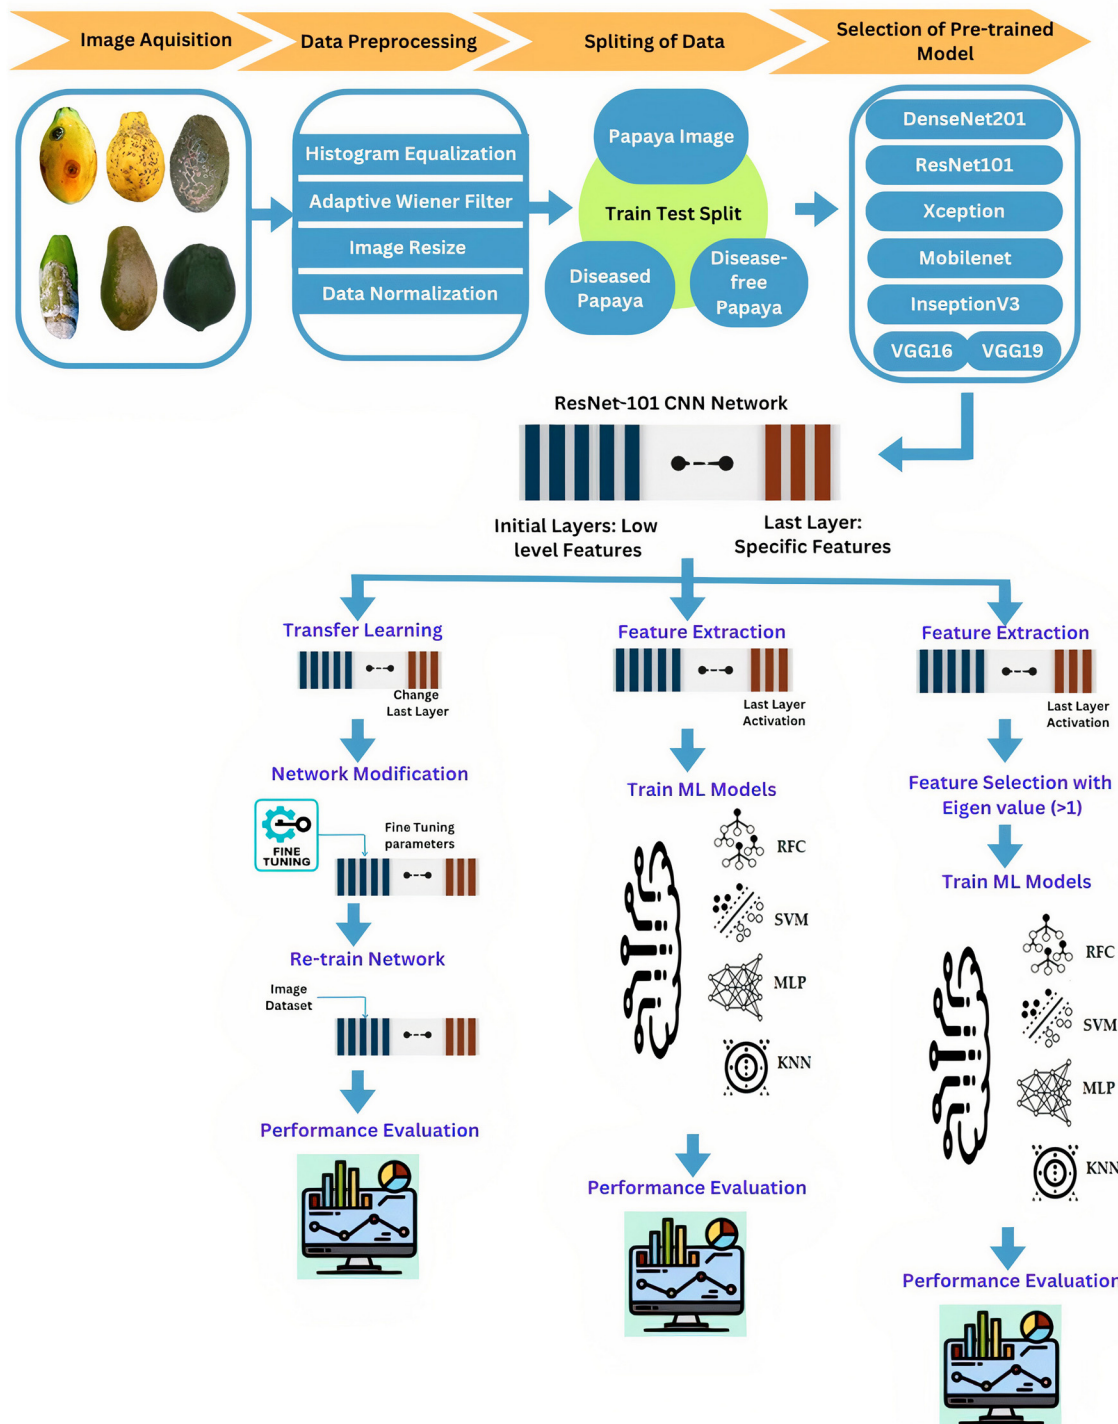 Image Aquisition
Data Preprocessing
Spliting of Data
Selection of Pre-trained
Model
Histogram Equalization
Adaptive Wiener Filter
Image Resize
Data Normalization
Papaya Image
Train Test Split
Diseased
Papaya
Disease-
free
Papaya
DenseNet201
ResNet101
Xception
Mobilenet
InseptionV3
VGG16
VGG19
ResNet-101 CNN Network
Initial Layers: Low
level Features
Last Layer:
Specific Features
Transfer Learning
Change
Last Layer
Network Modification
FINE
TUNING
Fine Tuning
parameters
Re-train Network
Image
Dataset
Performance Evaluation
Feature Extraction
Last Layer
Activation
Train ML Models
RFC
SVM
MLP
KNN
Performance Evaluation
Feature Extraction
Last Layer
Activation
Feature Selection with
Eigen value (>1)
Train ML Models
RFC
SVM
MLP
KNN
Performance Evaluation